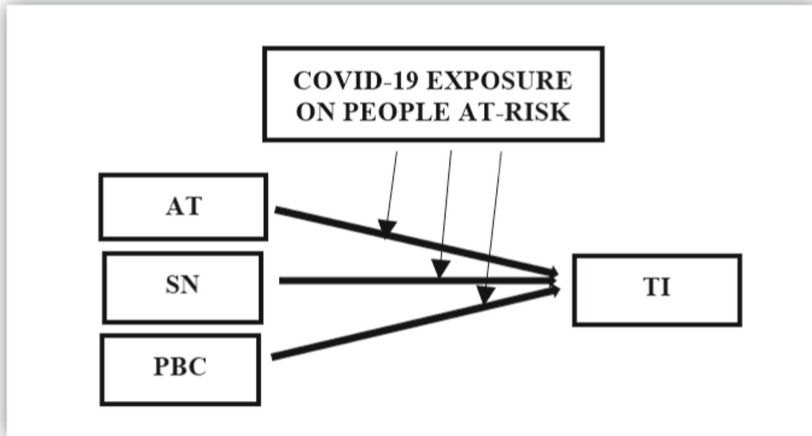 COVID-19 EXPOSURE
ON PEOPLE AT-RISK
AT
SN
TI
PBC